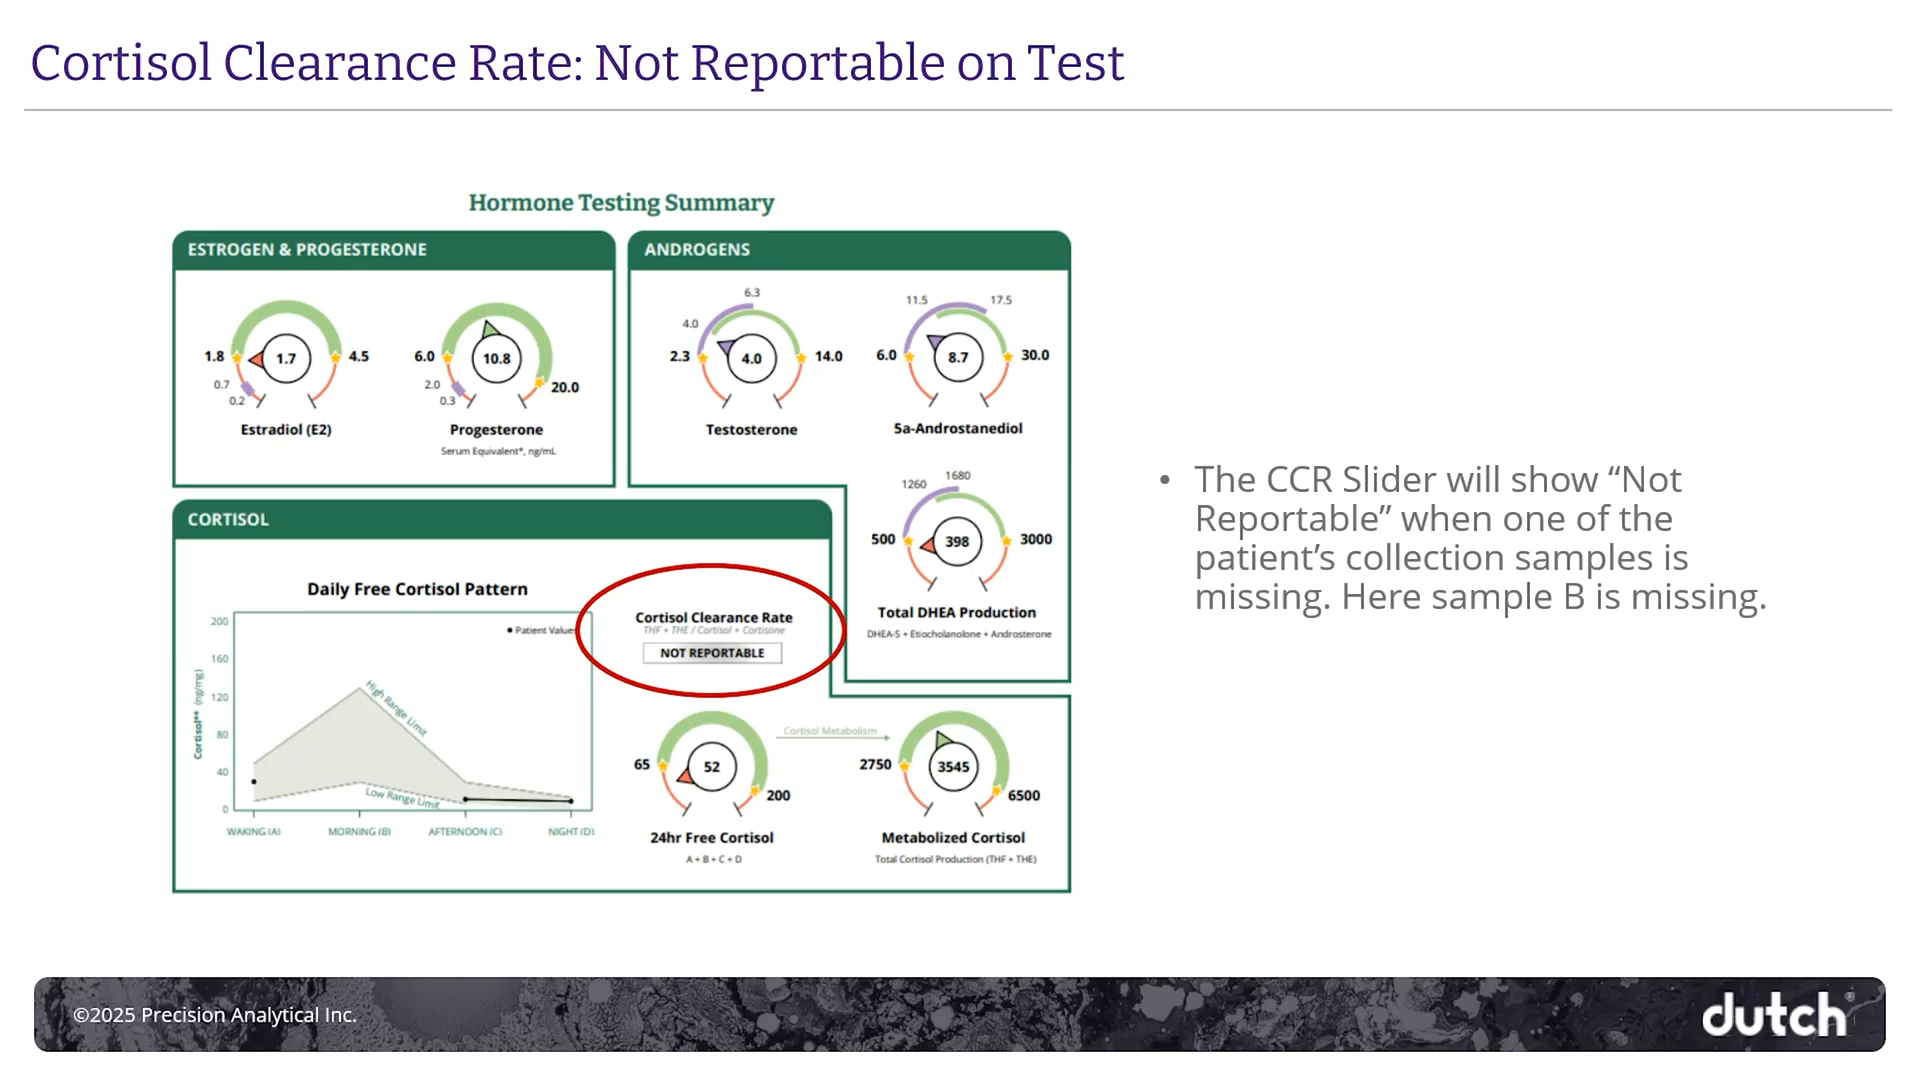 Cortisol Clearance Rate: Not Reportable on Test
Hormone Testing Summary
ESTROGEN & PROGESTERONE
1.8
1.7
4.5
0.7
0.2
Estradiol (E2)
6.0
10.8
20.0
2.0
0.3
Progesterone
Serum Equivalent*, ng/mL
ANDROGENS
6.3
4.0
2.3
4.0
14.0
Testosterone
11.5
17.5
6.0
8.7
30.0
5a-Androstanediol
1260
1680
500
398
3000
Total DHEA Production
DHEA-S + Etiocholanolone + Androsterone
CORTISOL
Daily Free Cortisol Pattern
200
160
120
80
40
0
Cortisol** (ng/mg)
Patient Values
High Range Limit
Low Range Limit
WAKING (A)
MORNING (B)
AFTERNOON (C)
NIGHT (D)
Cortisol Clearance Rate
THF + THE / Cortisol + Cortisone
NOT REPORTABLE
65
52
200
24hr Free Cortisol
A + B + C + D
Cortisol Metabolism
2750
3545
6500
Metabolized Cortisol
Total Cortisol Production (THF + THE)
• The CCR Slider will show “Not
Reportable” when one of the
patient’s collection samples is
missing. Here sample B is missing.
©2025 Precision Analytical Inc.
dutch®